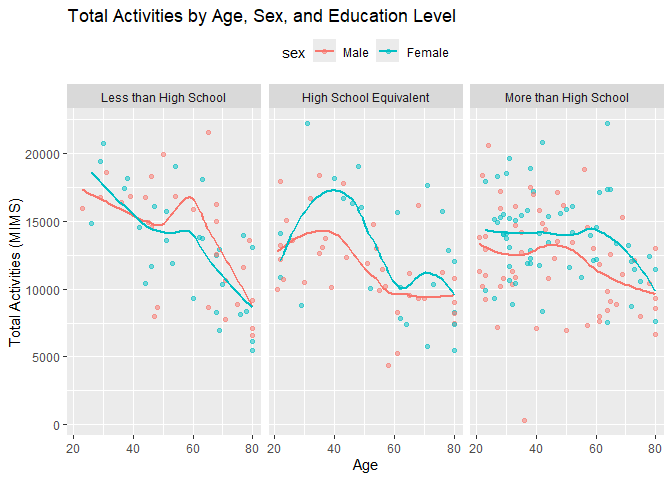 Total Activities by Age, Sex, and Education Level
sex Male Female
Less than High School High School Equivalent More than High School
Total Activities (MIMS)
20000
15000
10000
5000
0
20 40 60 80 20 40 60 80 20 40 60 80
Age